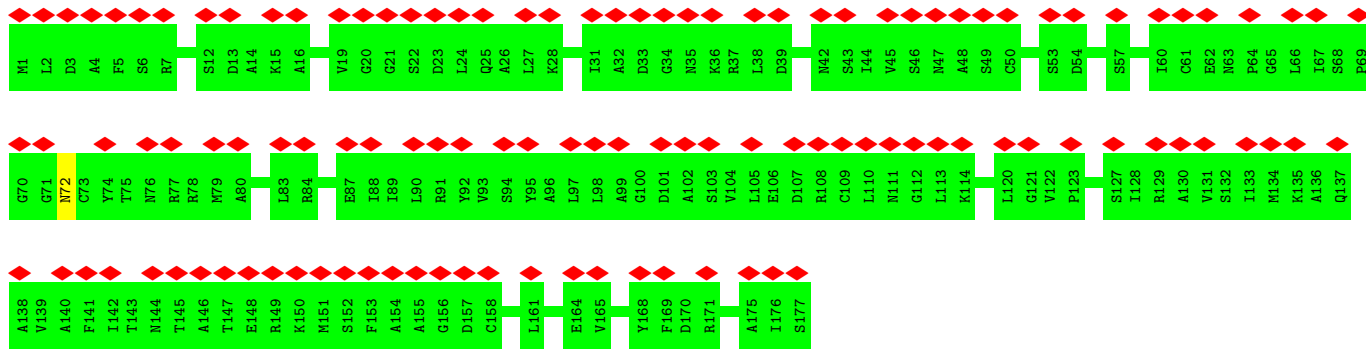 M1 L2 D3 A4 F5 S6 R7 S12 D13 A14 K15 A16 V19 G20 G21 S22 D23 L24 Q25 A26 L27 K28 I31 A32 D33 G34 N35 K36 R37 L38 D39 N42 S43 I44 V45 S46 N47 A48 S49 C50 S53 D54 S57 I60 C61 E62 N63 P64 G65 L66 I67 S68 P69
G70 G71 N72 C73 Y74 T75 N76 R77 R78 M79 A80 L83 R84 E87 I88 I89 L90 R91 Y92 V93 S94 Y95 A96 L97 L98 A99 G100 D101 A102 S103 V104 L105 E106 D107 R108 C109 L110 N111 G112 L113 K114 L120 G121 V122 P123 S127 I128 R129 A130 V131 S132 I133 M134 K135 A136 Q137
A138 V139 A140 F141 I142 T143 N144 T145 A146 T147 E148 R149 K150 M151 S152 F153 A154 A155 G156 D157 C158 L161 E164 V165 Y168 F169 D170 R171 A175 I176 S177